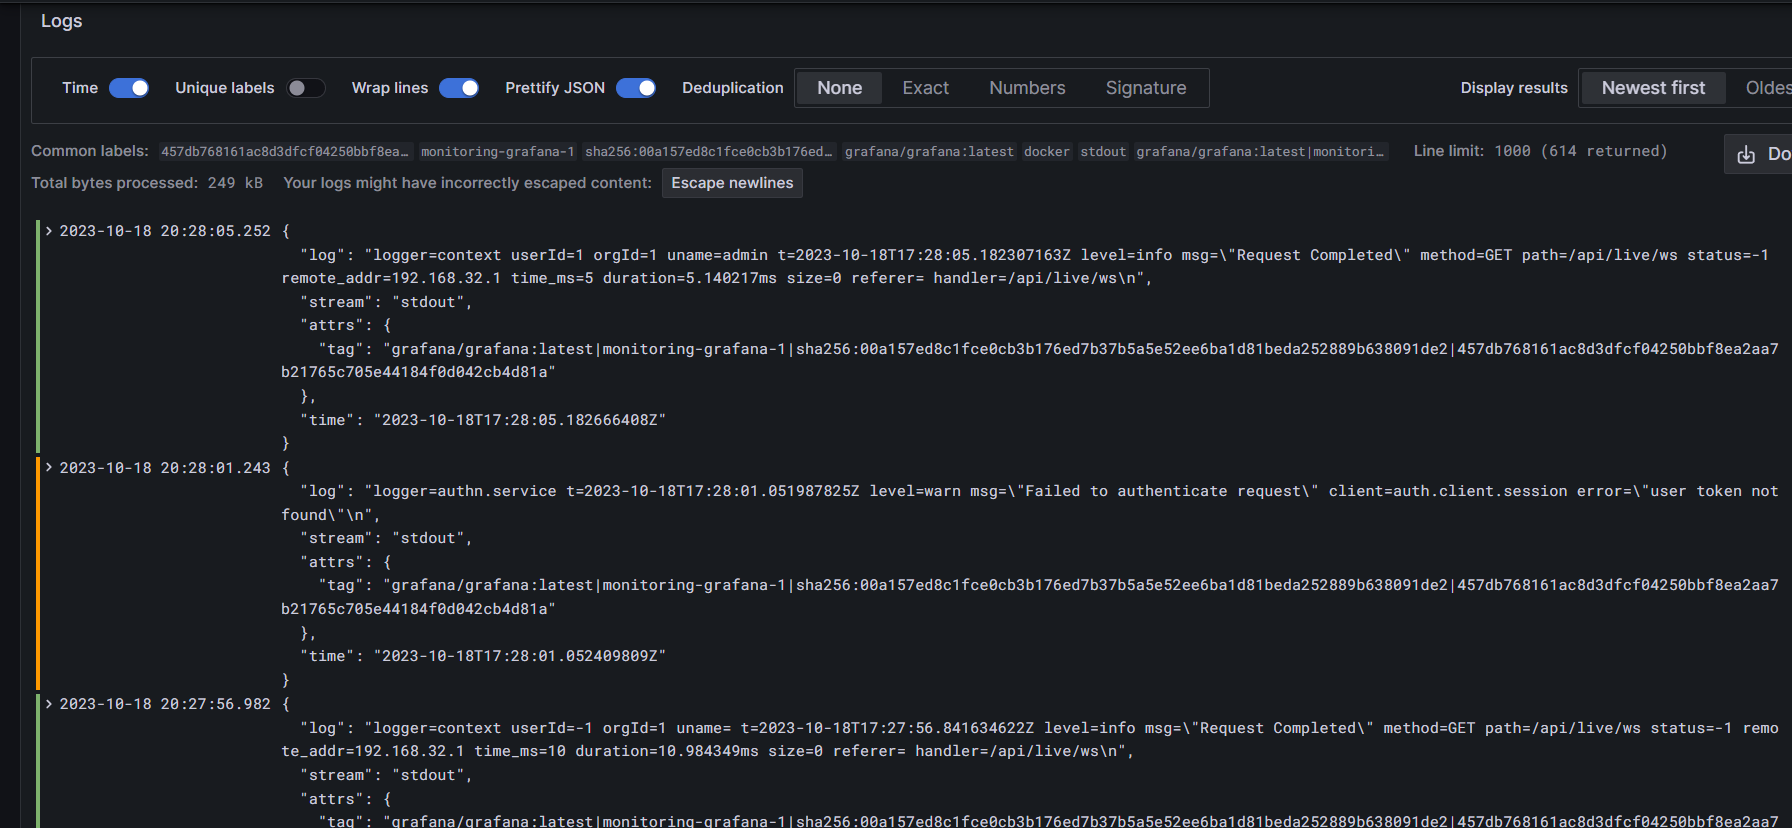 Logs
Time Unique labels Wrap lines Prettify JSON Deduplication None Exact Numbers Signature Display results Newest first Oldes
Common labels: 457db768161ac8d3dfcf04250bbf8ea… monitoring-grafana-1 sha256:00a157ed8c1fce0cb3b176ed… grafana/grafana:latest docker stdout grafana/grafana:latest|monitori… Line limit: 1000 (614 returned) Do
Total bytes processed: 249 kB Your logs might have incorrectly escaped content: Escape newlines
2023-10-18 20:28:05.252 {
"log": "logger=context userId=1 orgId=1 uname=admin t=2023-10-18T17:28:05.182307163Z level=info msg=\"Request Completed\" method=GET path=/api/live/ws status=-1
remote_addr=192.168.32.1 time_ms=5 duration=5.140217ms size=0 referer= handler=/api/live/ws\n",
"stream": "stdout",
"attrs": {
"tag": "grafana/grafana:latest|monitoring-grafana-1|sha256:00a157ed8c1fce0cb3b176ed7b37b5a5e52ee6ba1d81beda252889b638091de2|457db768161ac8d3dfcf04250bbf8ea2aa7
b21765c705e44184f0d042cb4d81a"
},
"time": "2023-10-18T17:28:05.182666408Z"
}
2023-10-18 20:28:01.243 {
"log": "logger=authn.service t=2023-10-18T17:28:01.051987825Z level=warn msg=\"Failed to authenticate request\" client=auth.client.session error=\"user token not
found\"\n",
"stream": "stdout",
"attrs": {
"tag": "grafana/grafana:latest|monitoring-grafana-1|sha256:00a157ed8c1fce0cb3b176ed7b37b5a5e52ee6ba1d81beda252889b638091de2|457db768161ac8d3dfcf04250bbf8ea2aa7
b21765c705e44184f0d042cb4d81a"
},
"time": "2023-10-18T17:28:01.052409809Z"
}
2023-10-18 20:27:56.982 {
"log": "logger=context userId=-1 orgId=1 uname= t=2023-10-18T17:27:56.841634622Z level=info msg=\"Request Completed\" method=GET path=/api/live/ws status=-1 remo
te_addr=192.168.32.1 time_ms=10 duration=10.984349ms size=0 referer= handler=/api/live/ws\n",
"stream": "stdout",
"attrs": {
"tag": "grafana/grafana:latest|monitoring-grafana-1|sha256:00a157ed8c1fce0cb3b176ed7b37b5a5e52ee6ba1d81beda252889b638091de2|457db768161ac8d3dfcf04250bbf8ea2aa7